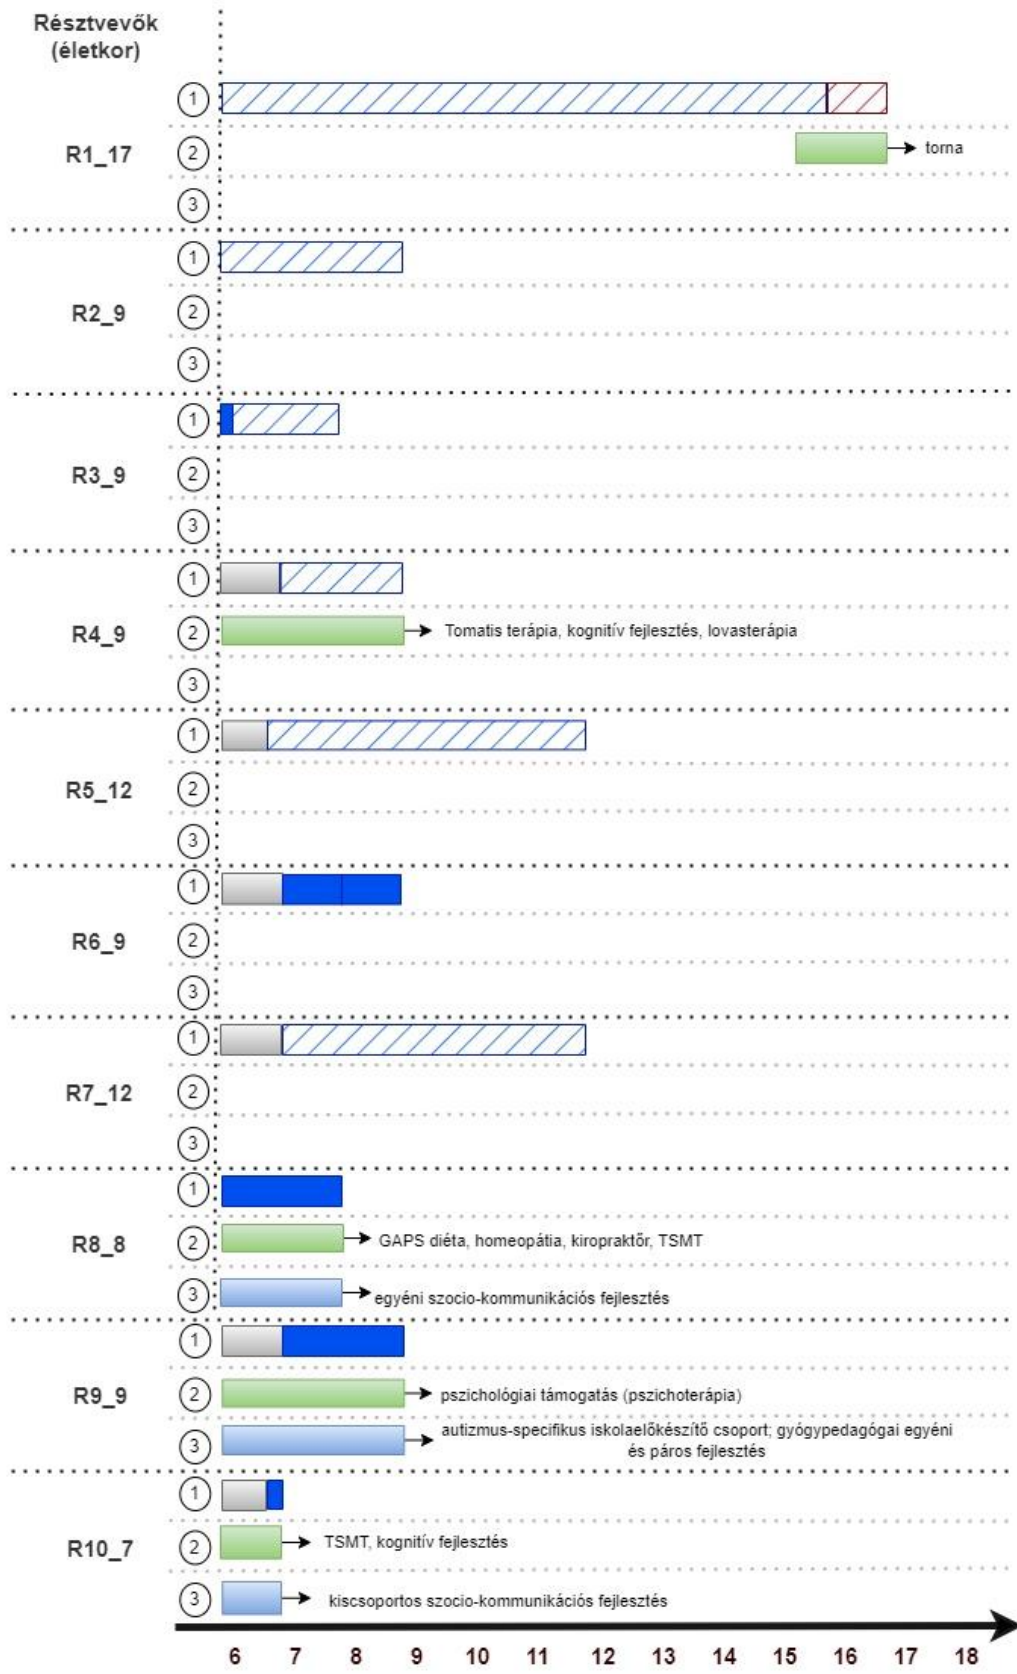 Résztvevők
(életkor)
1
R1_17
2
torna
3
1
R2_9
2
3
1
R3_9
2
3
1
R4_9
2
Tomatis terápia, kognitív fejlesztés, lovasterápia
3
1
R5_12
2
3
1
R6_9
2
3
1
R7_12
2
3
1
R8_8
2
GAPS diéta, homeopátia, kiropraktőr, TSMT
3
egyéni szocio-kommunikációs fejlesztés
1
R9_9
2
pszichológiai támogatás (pszichoterápia)
3
autizmus-specifikus iskolaelőkészítő csoport; gyógypedagógai egyéni
és páros fejlesztés
1
R10_7
2
TSMT, kognitív fejlesztés
3
kiscsoportos szocio-kommunikációs fejlesztés
6 7 8 9 10 11 12 13 14 15 16 17 18